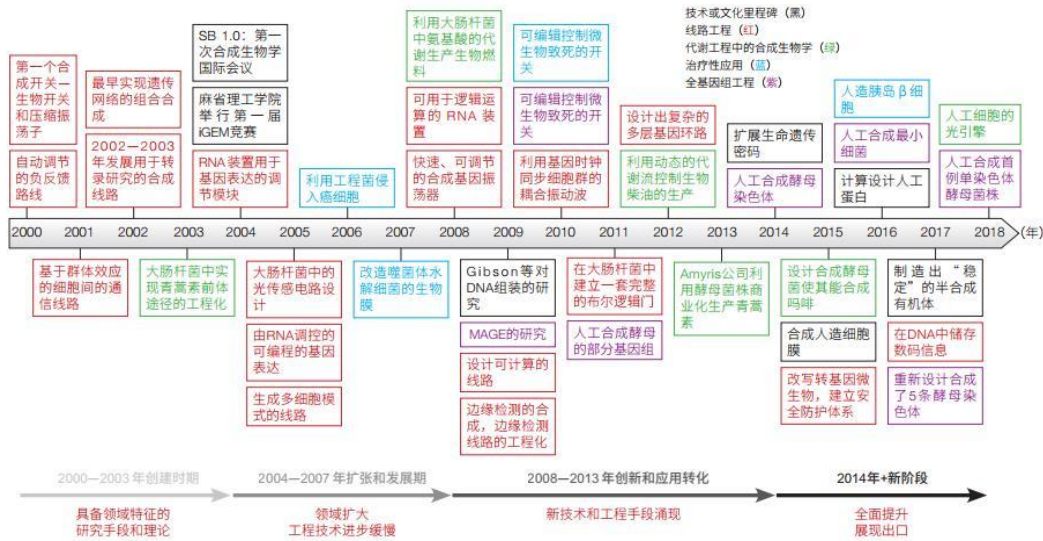 技术或文化里程碑（黑）
线路工程（红）
代谢工程中的合成生物学（绿）
治疗性应用（蓝）
全基因组工程（紫）
第一个合
成开关—
生物开关
和压缩振
荡子
自动调节
的负反馈
路线
最早实现遗传
网络的组合合
成
2002—2003
年发展用于转
录研究的合成
线路
SB 1.0：第一
次合成生物学
国际会议
麻省理工学院
举行第一届
iGEM竞赛
RNA装置用于
基因表达的调
节模块
利用工程菌侵
入癌细胞
利用大肠杆菌
中氨基酸的代
谢生产生物燃
料
可用于逻辑运
算的 RNA 装
置
快速、可调节
的合成基因振
荡器
可编辑控制微
生物致死的开
关
可编辑控制微
生物致死的开
关
利用基因时钟
同步细胞群的
耦合振动波
设计出复杂的
多层基因环路
利用动态的代
谢流控制生物
柴油的生产
扩展生命遗传
密码
人工合成酵母
染色体
人造胰岛 β 细
胞
人工合成最小
细菌
计算设计人工
蛋白
人工细胞的
光引擎
人工合成首
例单染色体
酵母菌株
2000 2001 2002 2003 2004 2005 2006 2007 2008 2009 2010 2011 2012 2013 2014 2015 2016 2017 2018 (年)
基于群体效应
的细胞间的通
信线路
大肠杆菌中实
现青蒿素前体
途径的工程化
大肠杆菌中的
光传感电路设
计
由RNA调控的
可编程的基因
表达
生成多细胞模
式的线路
改造噬菌体水
解细菌的生物
膜
Gibson等对
DNA组装的研
究
MAGE的研究
设计可计算的
线路
边缘检测的合
成，边缘检测
线路的工程化
在大肠杆菌中
建立一套完整
的布尔逻辑门
人工合成酵母
的部分基因组
Amyris公司利
用酵母菌株商
业化生产青蒿
素
设计合成酵母
菌使其能合成
吗啡
合成人造细胞
膜
改写转基因微
生物，建立安
全防护体系
制造出“稳
定”的半合成
有机体
在DNA中储存
数码信息
重新设计合成
了5条酵母染
色体
2000—2003 年创建时期
具备领域特征的
研究手段和理论
2004—2007 年扩张和发展期
领域扩大
工程技术进步缓慢
2008—2013 年创新和应用转化
新技术和工程手段涌现
2014年+新阶段
全面提升
展现出口